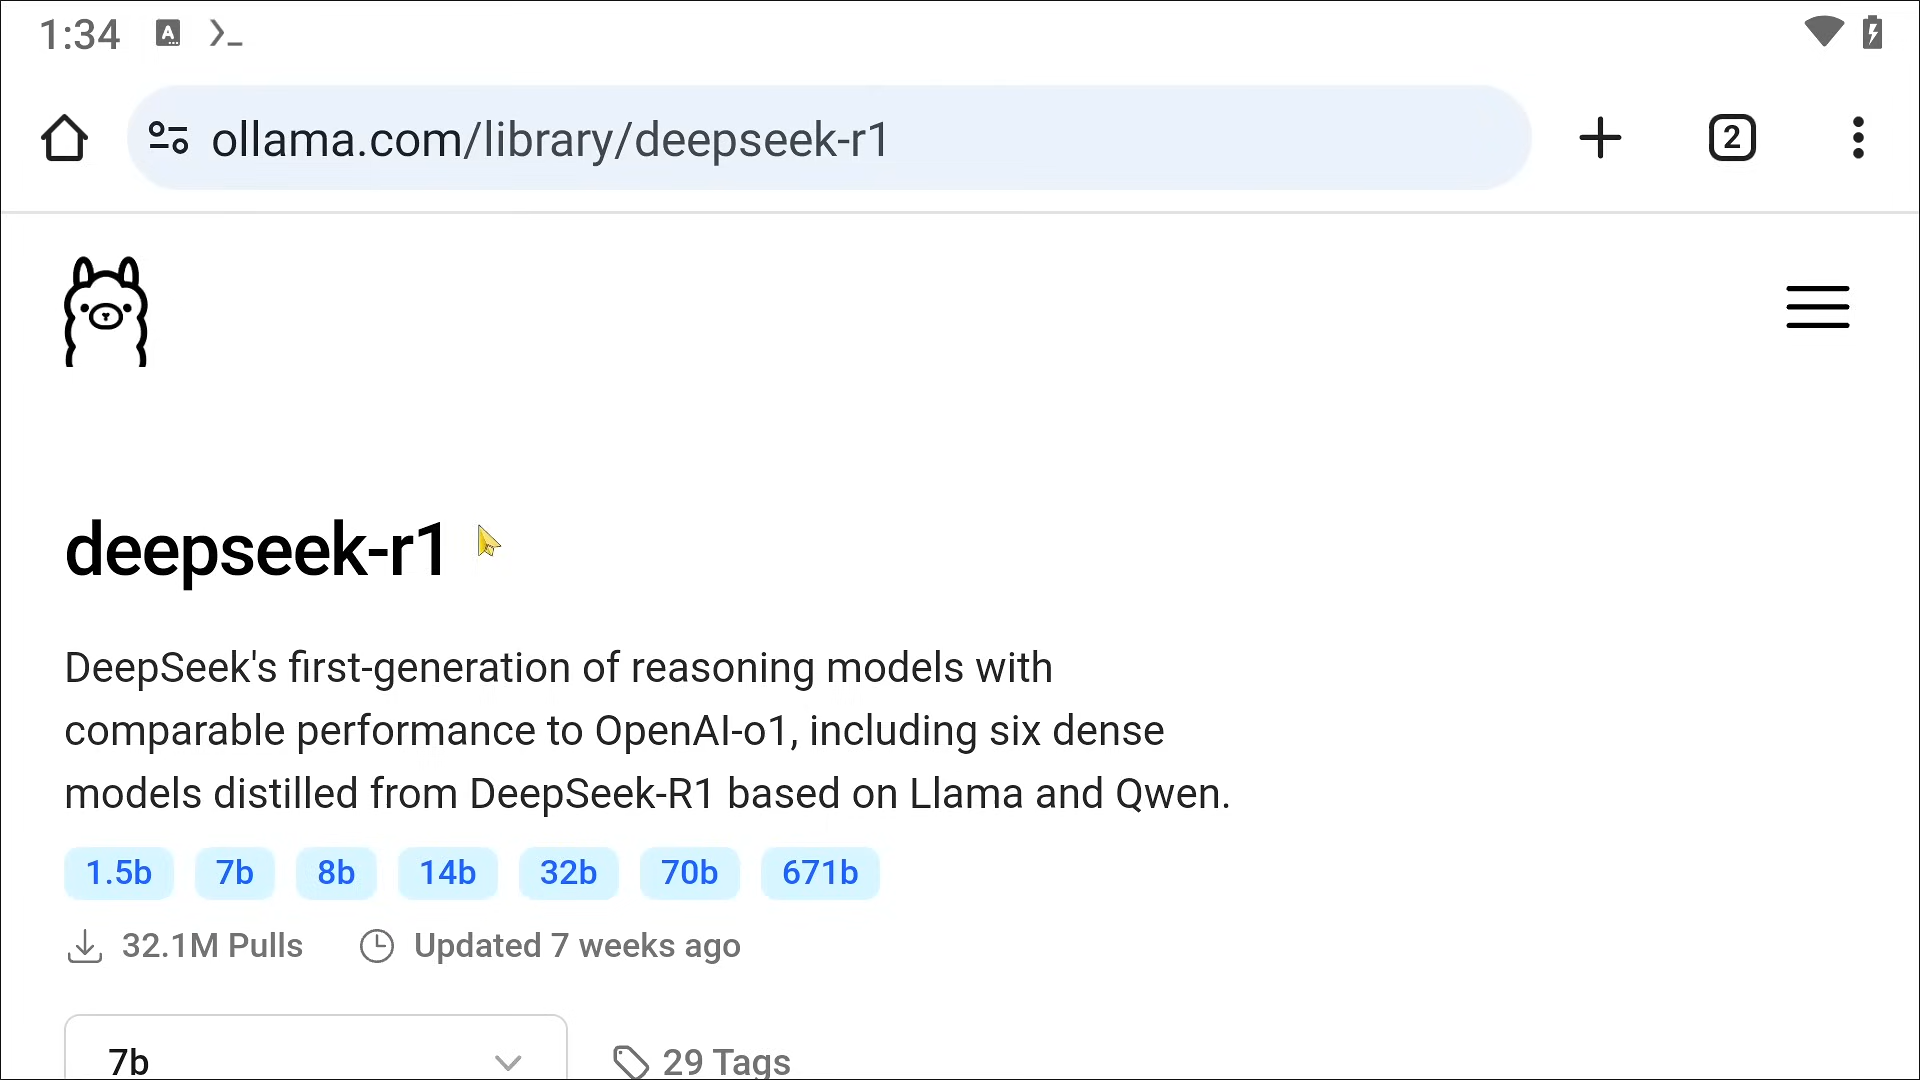 1:34
ollama.com/library/deepseek-r1
2
deepseek-r1
DeepSeek's first-generation of reasoning models with
comparable performance to OpenAI-o1, including six dense
models distilled from DeepSeek-R1 based on Llama and Qwen.
1.5b 7b 8b 14b 32b 70b 671b
32.1M Pulls Updated 7 weeks ago
7b 29 Tags